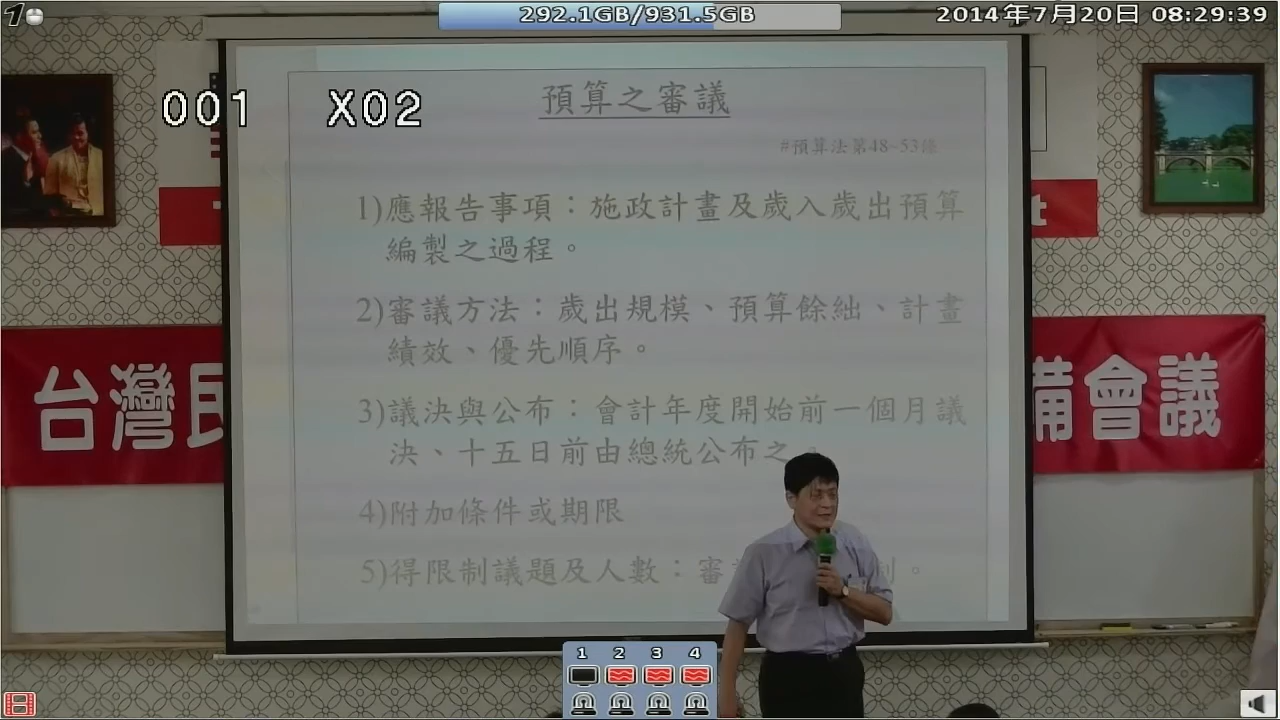 1
292.1GB/931.5GB
2014年7月20日 08:29:39
001 X02
預算之審議
#預算法第48~53條
1)應報告事項：施政計畫及歲入歲出預算
編製之過程。
2)審議方法：歲出規模、預算餘絀、計畫
績效、優先順序。
3)議決與公布：會計年度開始前一個月議
決、十五日前由總統公布之。
4)附加條件或期限
5)得限制議題及人數：審
台灣民
備會議
t
1 2 3 4